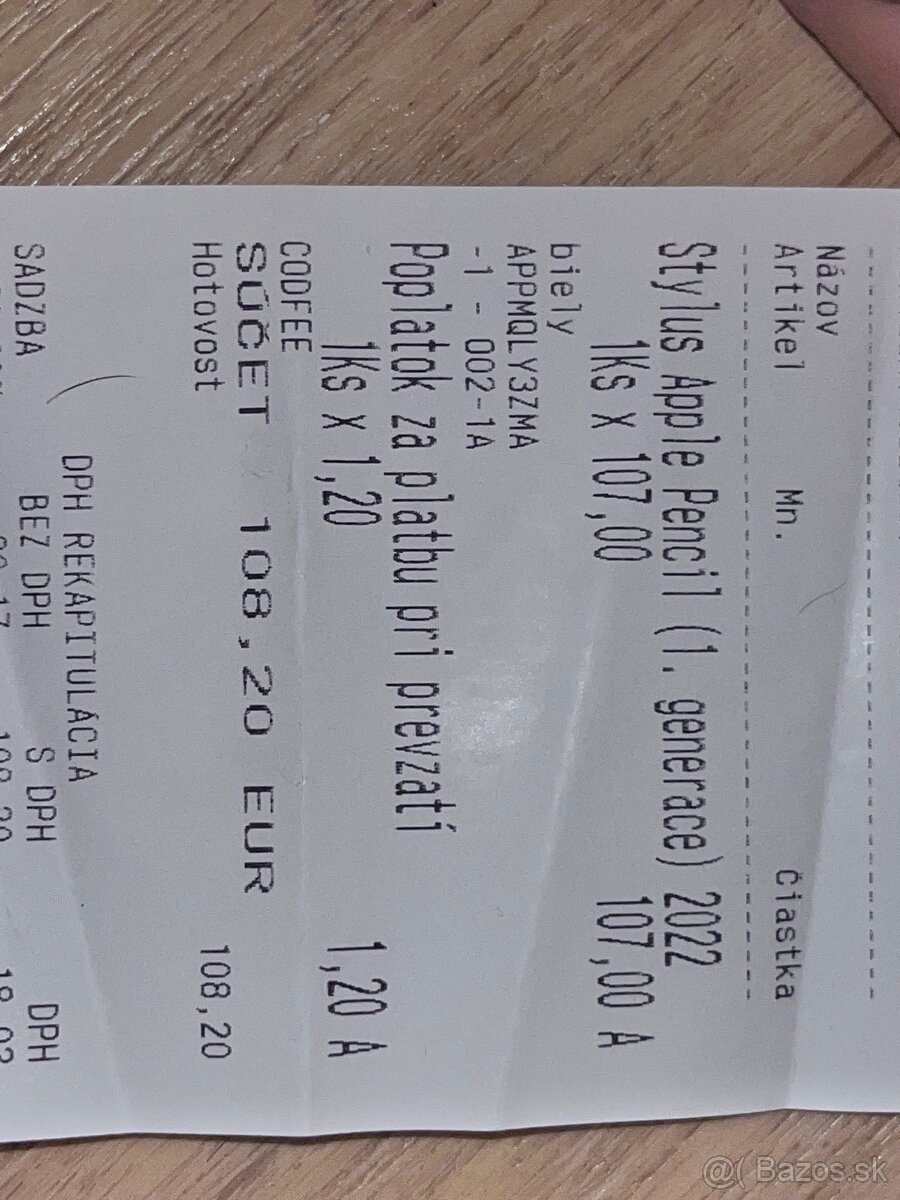 Názov
Artikel Mn. Čiastka
Stylus Apple Pencil (1. generace) 2022
1Ks x 107,00 107,00 A
biely
APPMQLY3ZMA
-1 - 002-1A
Poplatok za platbu pri prevzatí
1Ks x 1,20 1,20 A
CODFEE
SÚČET 108,20 EUR
Hotovost 108,20
DPH REKAPITULÁCIA
SADZBA BEZ DPH S DPH DPH
@( Bazos.sk